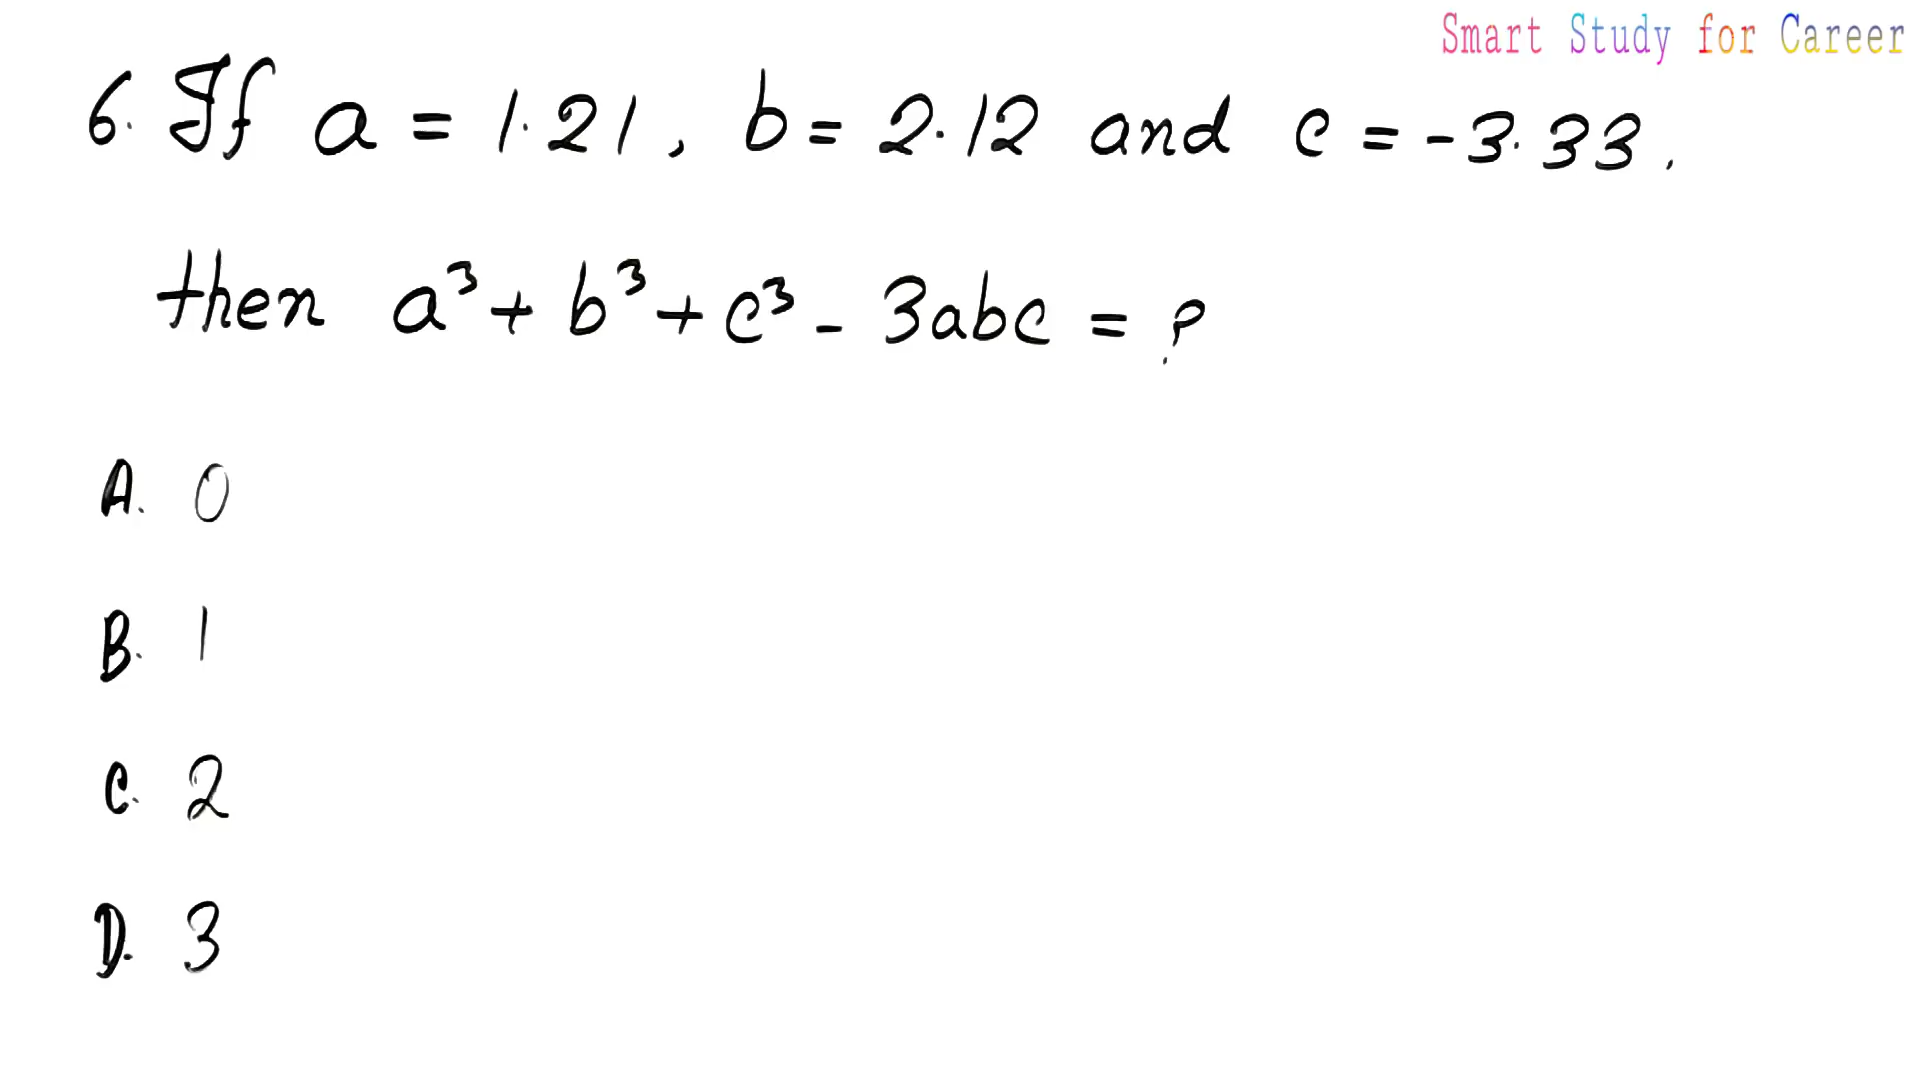 Smart Study for Career
6. If a = 1.21, b = 2.12 and c = -3.33,
then a³ + b³ + c³ - 3abc = ?
A. 0
B. 1
C. 2
D. 3